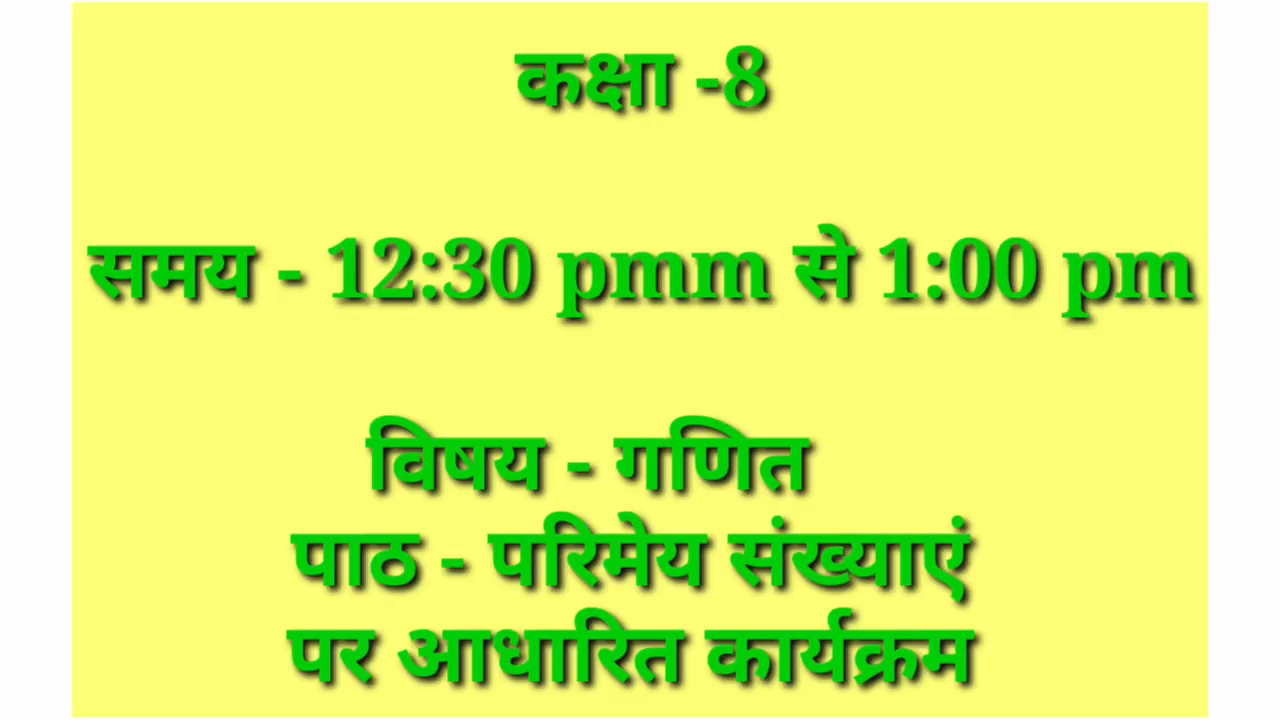 कक्षा -8
समय - 12:30 pmm से 1:00 pm
विषय - गणित
पाठ - परिमेय संख्याएं
पर आधारित कार्यक्रम